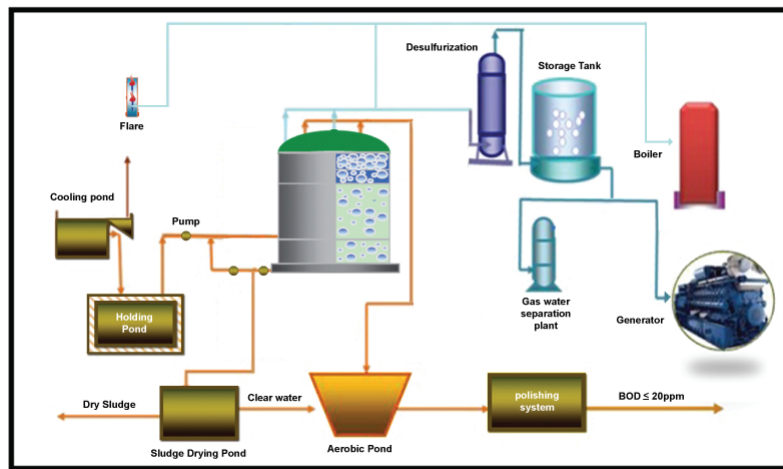 Desulfurization
Storage Tank
Flare
Boiler
Cooling pond
Pump
Holding
Pond
Gas water
separation
plant
Generator
Dry Sludge
Clear water
polishing
system
BOD ≤ 20ppm
Sludge Drying Pond
Aerobic Pond